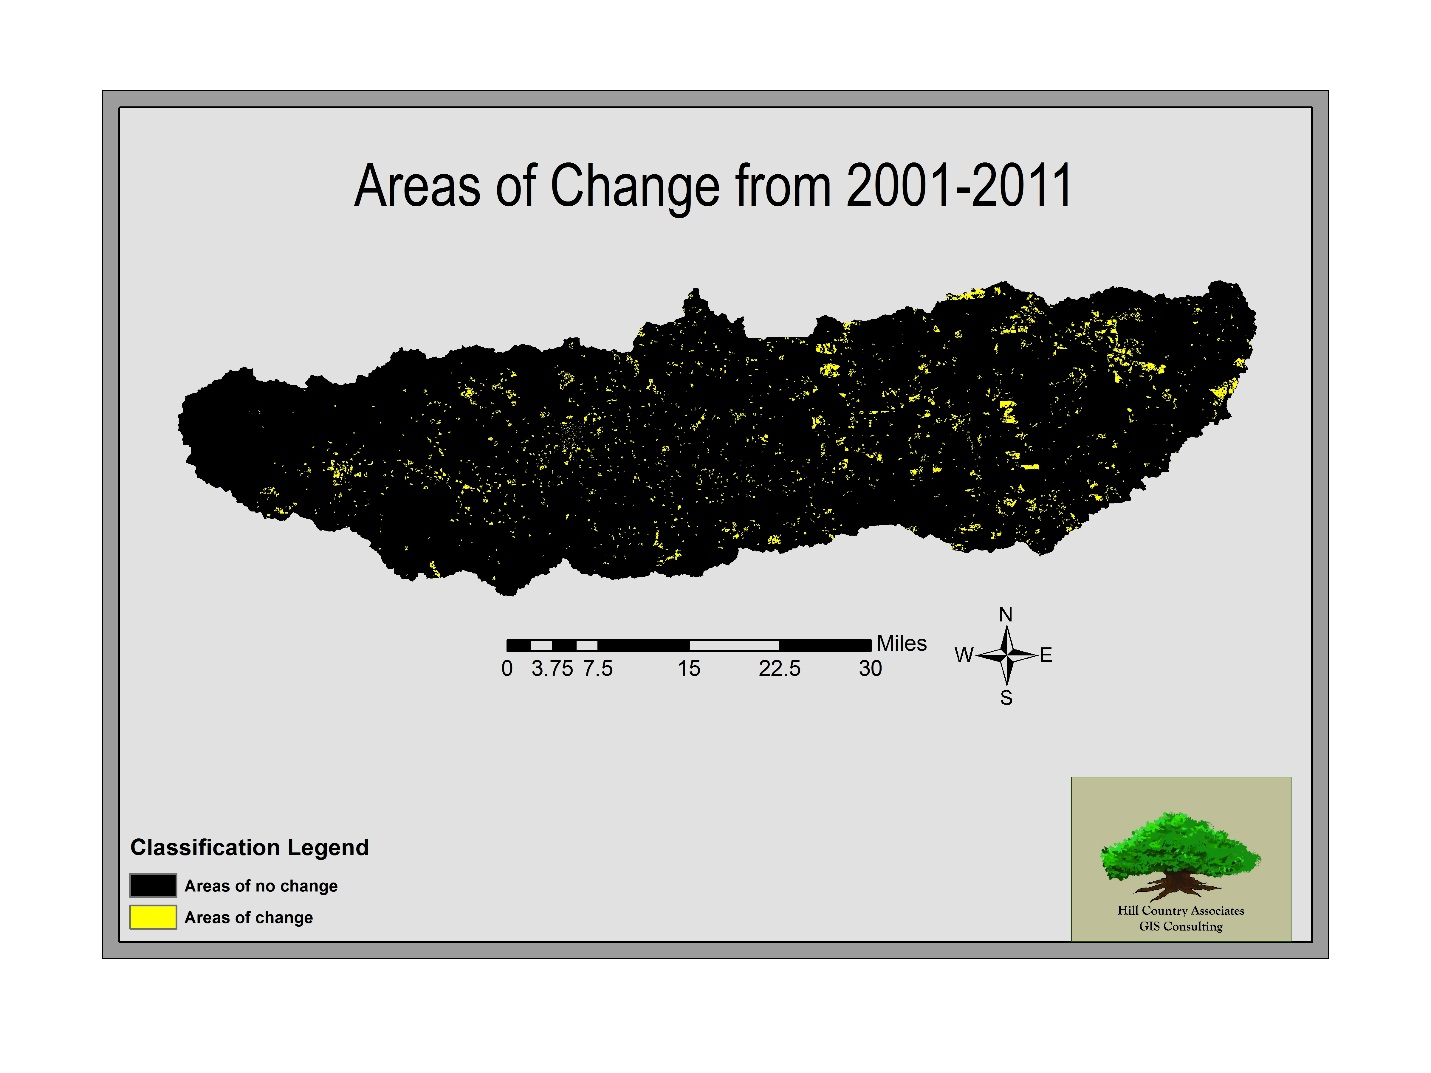 Areas of Change from 2001-2011
Miles
0 3.75 7.5 15 22.5 30
N
W E
S
Classification Legend
Areas of no change
Areas of change
Hill Country Associates
GIS Consulting